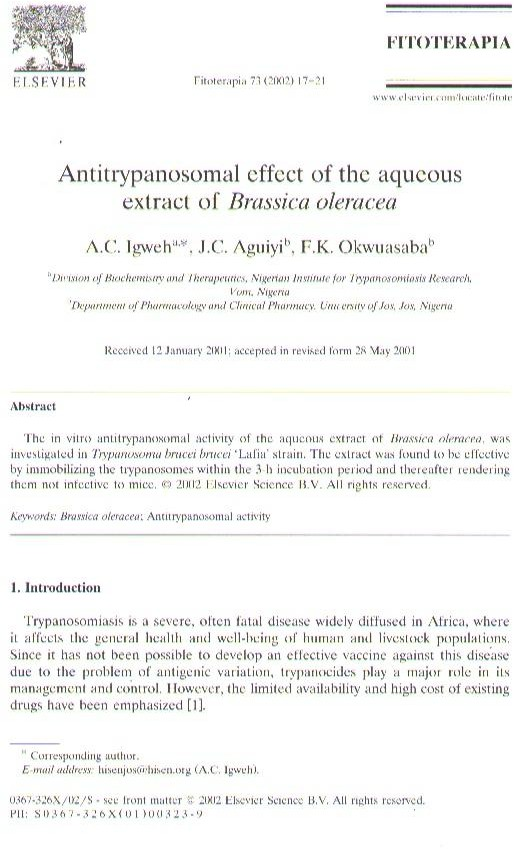 ELSEVIER
FITOTERAPIA
Fitoterapia 73 (2002) 17–21
www.elsevier.com/locate/fitote
Antitrypanosomal effect of the aqueous
extract of Brassica oleracea
A.C. Igweh a,*, J.C. Aguiyi b, F.K. Okwuasaba b
a Division of Biochemistry and Therapeutics, Nigerian Institute for Trypanosomiasis Research,
Vom, Nigeria
Department of Pharmacology and Clinical Pharmacy, University of Jos, Jos, Nigeria
Received 12 January 2001; accepted in revised form 28 May 2001
Abstract
The in vitro antitrypanosomal activity of the aqueous extract of Brassica oleracea, was
investigated in Trypanosoma brucei brucei ‘Lafia’ strain. The extract was found to be effective
by immobilizing the trypanosomes within the 3-h incubation period and thereafter rendering
them not infective to mice. © 2002 Elsevier Science B.V. All rights reserved.
Keywords: Brassica oleracea; Antitrypanosomal activity
1. Introduction
Trypanosomiasis is a severe, often fatal disease widely diffused in Africa, where
it affects the general health and well-being of human and livestock populations.
Since it has not been possible to develop an effective vaccine against this disease
due to the problem of antigenic variation, trypanocides play a major role in its
management and control. However, the limited availability and high cost of existing
drugs have been emphasized [1].
* Corresponding author.
E-mail address: hisenjos@hisen.org (A.C. Igweh).
0367-326X/02/$ - see front matter © 2002 Elsevier Science B.V. All rights reserved.
PII: S0367-326X(01)00323-9